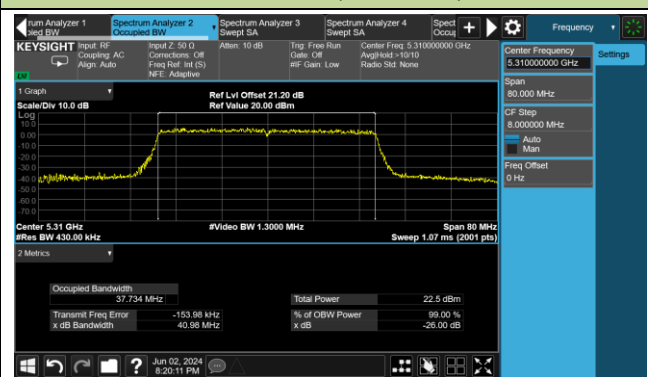 rum Analyzer 1
pied BW
Spectrum Analyzer 2
Occupied BW
Spectrum Analyzer 3
Swept SA
Spectrum Analyzer 4
Swept SA
Spect
Occup
Frequency
KEYSIGHT
Input: RF
Coupling: AC
Align: Auto
Input Z: 50 Ω
Corrections: Off
Freq Ref: Int (S)
NFE: Adaptive
Atten: 10 dB
Trig: Free Run
Gate: Off
#IF Gain: Low
Center Freq: 5.310000000 GHz
Avg|Hold:>10/10
Radio Std: None
LXI
Center Frequency
5.310000000 GHz
Settings
Span
80.000 MHz
CF Step
8.000000 MHz
Auto
Man
Freq Offset
0 Hz
1 Graph
Scale/Div 10.0 dB
Ref Lvl Offset 21.20 dB
Ref Value 20.00 dBm
Log
10.0
0.00
-10.0
-20.0
-30.0
-40.0
-50.0
-60.0
-70.0
Center 5.31 GHz
#Video BW 1.3000 MHz
Span 80 MHz
#Res BW 430.00 kHz
Sweep 1.07 ms (2001 pts)
2 Metrics
Occupied Bandwidth
37.734 MHz
Total Power 22.5 dBm
Transmit Freq Error -153.98 kHz
% of OBW Power 99.00 %
x dB Bandwidth 40.98 MHz
x dB -26.00 dB
Jun 02, 2024
8:20:11 PM